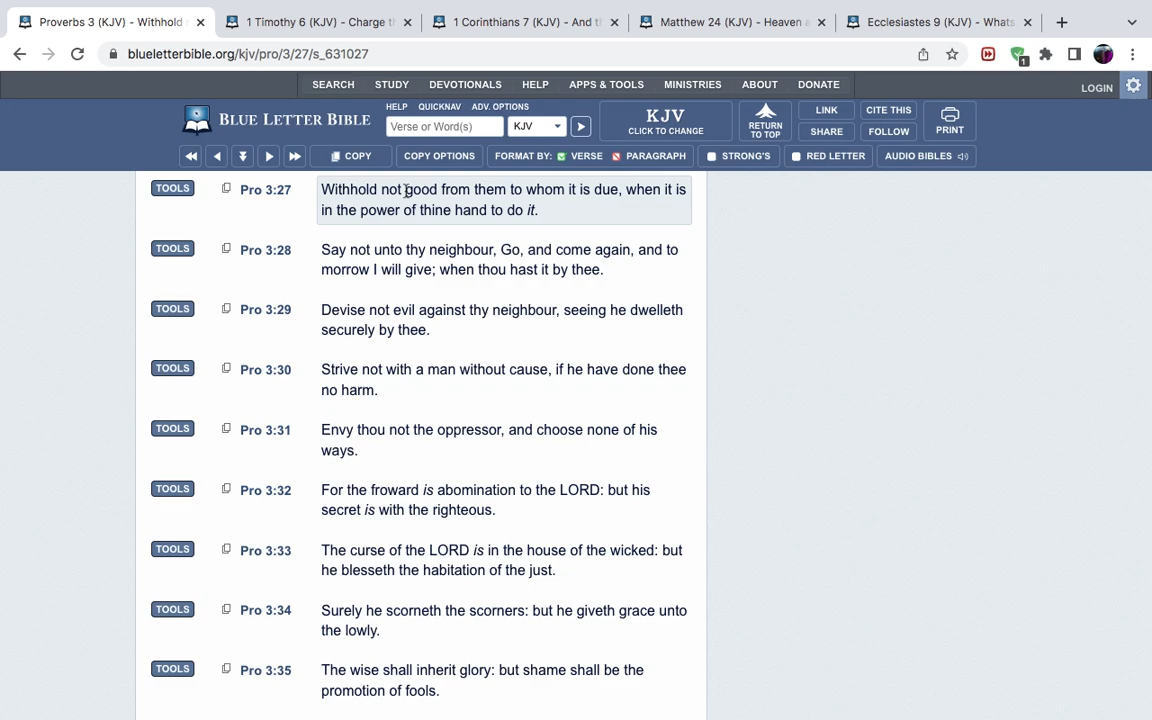 Proverbs 3 (KJV) - Withhold
1 Timothy 6 (KJV) - Charge th
1 Corinthians 7 (KJV) - And th
Matthew 24 (KJV) - Heaven a
Ecclesiastes 9 (KJV) - Whats
blueletterbible.org/kjv/pro/3/27/s_631027
1
SEARCH STUDY DEVOTIONALS HELP APPS & TOOLS MINISTRIES ABOUT DONATE LOGIN
BLUE LETTER BIBLE
HELP QUICKNAV ADV. OPTIONS
Verse or Word(s) KJV
KJV
CLICK TO CHANGE
RETURN
TO TOP
LINK CITE THIS
SHARE FOLLOW
PRINT
COPY COPY OPTIONS FORMAT BY: VERSE PARAGRAPH STRONG'S RED LETTER AUDIO BIBLES
TOOLS Pro 3:27 Withhold not good from them to whom it is due, when it is
in the power of thine hand to do it.
TOOLS Pro 3:28 Say not unto thy neighbour, Go, and come again, and to
morrow I will give; when thou hast it by thee.
TOOLS Pro 3:29 Devise not evil against thy neighbour, seeing he dwelleth
securely by thee.
TOOLS Pro 3:30 Strive not with a man without cause, if he have done thee
no harm.
TOOLS Pro 3:31 Envy thou not the oppressor, and choose none of his
ways.
TOOLS Pro 3:32 For the froward is abomination to the LORD: but his
secret is with the righteous.
TOOLS Pro 3:33 The curse of the LORD is in the house of the wicked: but
he blesseth the habitation of the just.
TOOLS Pro 3:34 Surely he scorneth the scorners: but he giveth grace unto
the lowly.
TOOLS Pro 3:35 The wise shall inherit glory: but shame shall be the
promotion of fools.